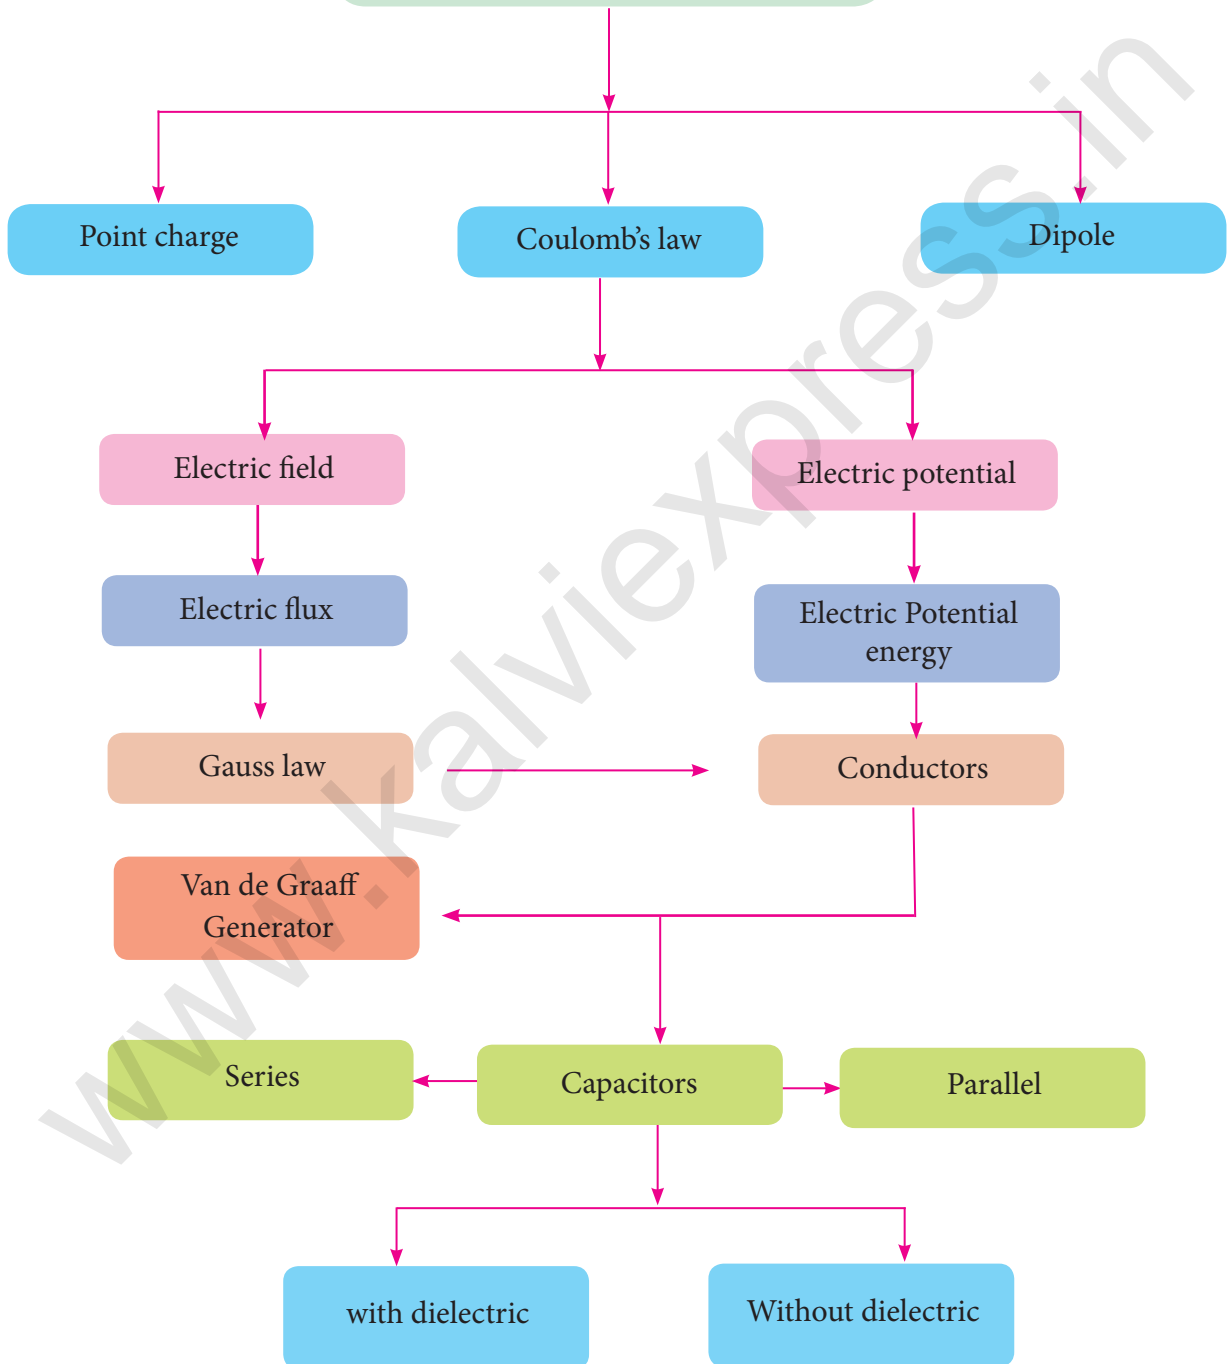 Point charge
Coulomb's law
Dipole
Electric field
Electric potential
Electric flux
Electric Potential
energy
Gauss law
Conductors
Van de Graaff
Generator
Series
Capacitors
Parallel
with dielectric
Without dielectric
www.kalviexpress.in